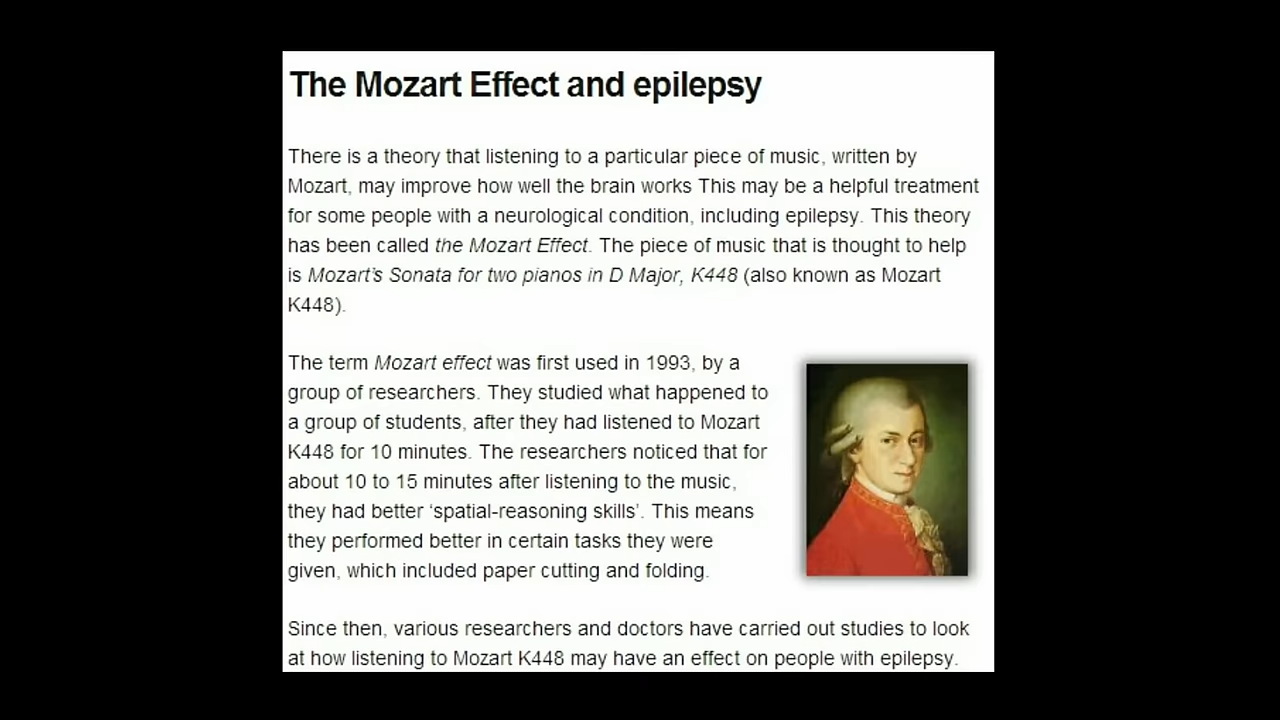 The Mozart Effect and epilepsy
There is a theory that listening to a particular piece of music, written by
Mozart, may improve how well the brain works This may be a helpful treatment
for some people with a neurological condition, including epilepsy. This theory
has been called the Mozart Effect. The piece of music that is thought to help
is Mozart's Sonata for two pianos in D Major, K448 (also known as Mozart
K448).
The term Mozart effect was first used in 1993, by a
group of researchers. They studied what happened to
a group of students, after they had listened to Mozart
K448 for 10 minutes. The researchers noticed that for
about 10 to 15 minutes after listening to the music,
they had better ‘spatial-reasoning skills’. This means
they performed better in certain tasks they were
given, which included paper cutting and folding.
Since then, various researchers and doctors have carried out studies to look
at how listening to Mozart K448 may have an effect on people with epilepsy.